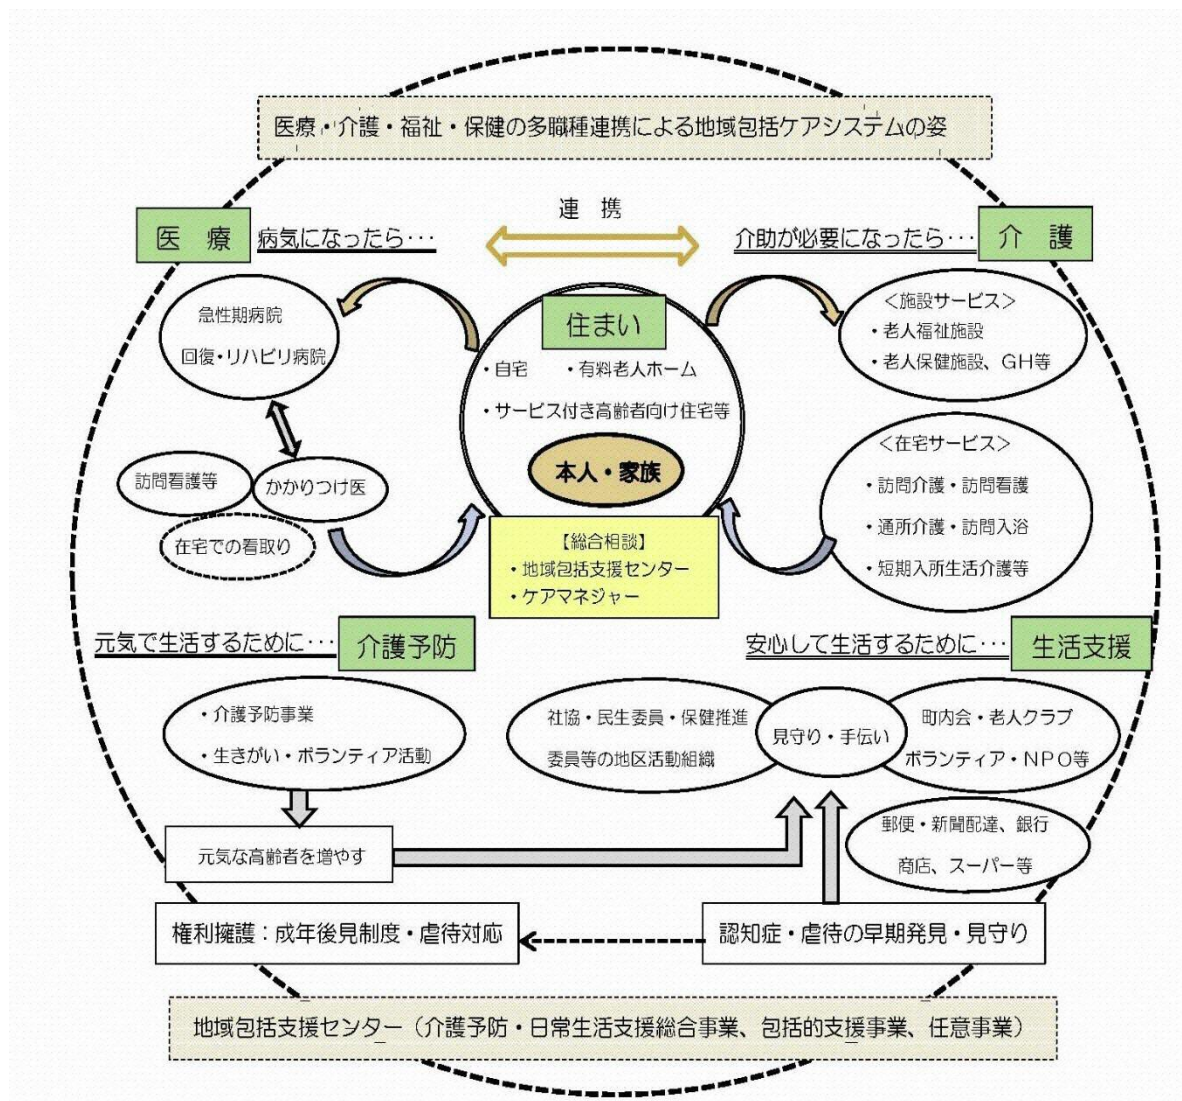 医療・介護・福祉・保健の多職種連携による地域包括ケアシステムの姿
連 携
医 療
病気になったら･･･
介助が必要になったら･･･
介 護
急性期病院
回復・リハビリ病院
訪問看護等
かかりつけ医
在宅での看取り
住まい
・自宅 ・有料老人ホーム
・サービス付き高齢者向け住宅等
本人・家族
【総合相談】
・地域包括支援センター
・ケアマネジャー
＜施設サービス＞
・老人福祉施設
・老人保健施設、ＧＨ等
＜在宅サービス＞
・訪問介護・訪問看護
・通所介護・訪問入浴
・短期入所生活介護等
元気で生活するために･･･
介護予防
安心して生活するために･･･
生活支援
・介護予防事業
・生きがい・ボランティア活動
元気な高齢者を増やす
社協・民生委員・保健推進
委員等の地区活動組織
見守り・手伝い
町内会・老人クラブ
ボランティア・ＮＰＯ等
郵便・新聞配達、銀行
商店、スーパー等
権利擁護：成年後見制度・虐待対応
認知症・虐待の早期発見・見守り
地域包括支援センター（介護予防・日常生活支援総合事業、包括的支援事業、任意事業）